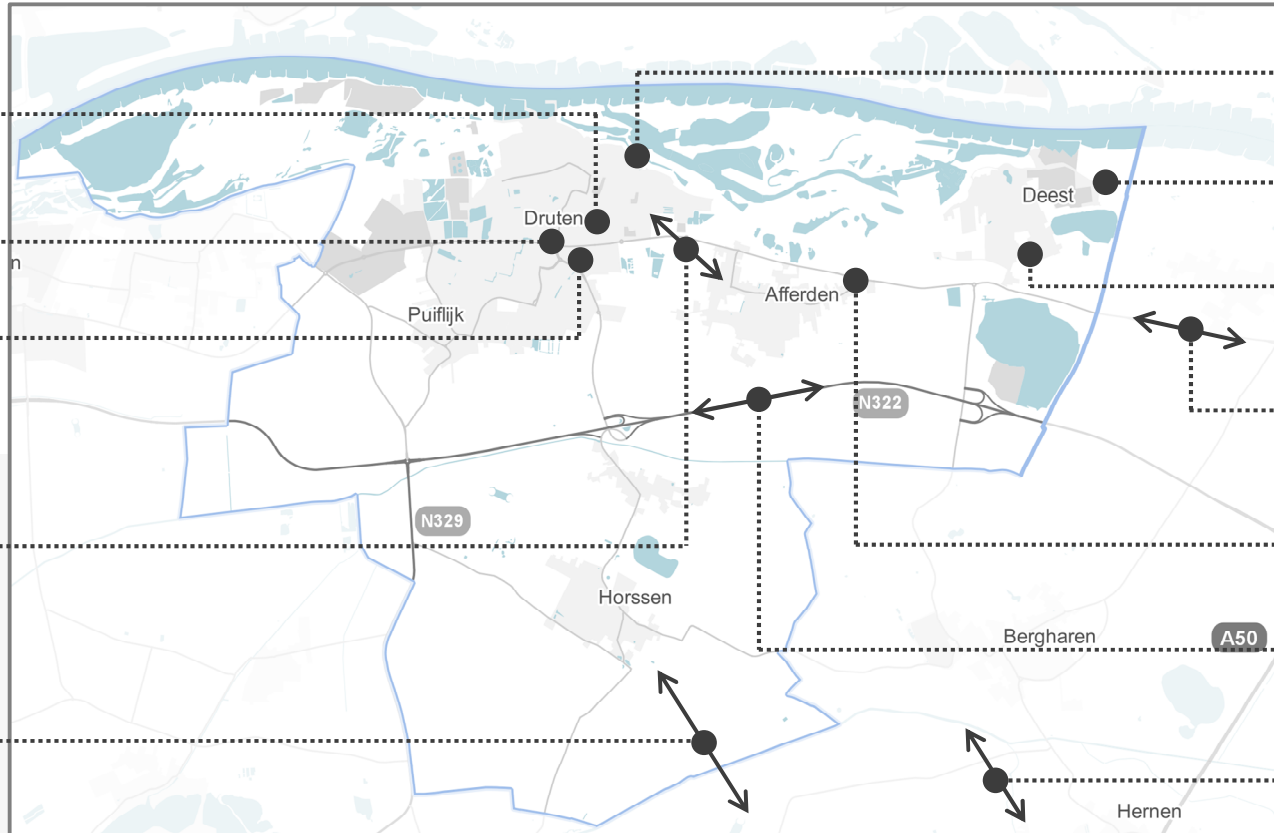 Deest
Druten
n
Afferden
Puiflijk
N322
N329
Horssen
Bergharen
A50
Hernen